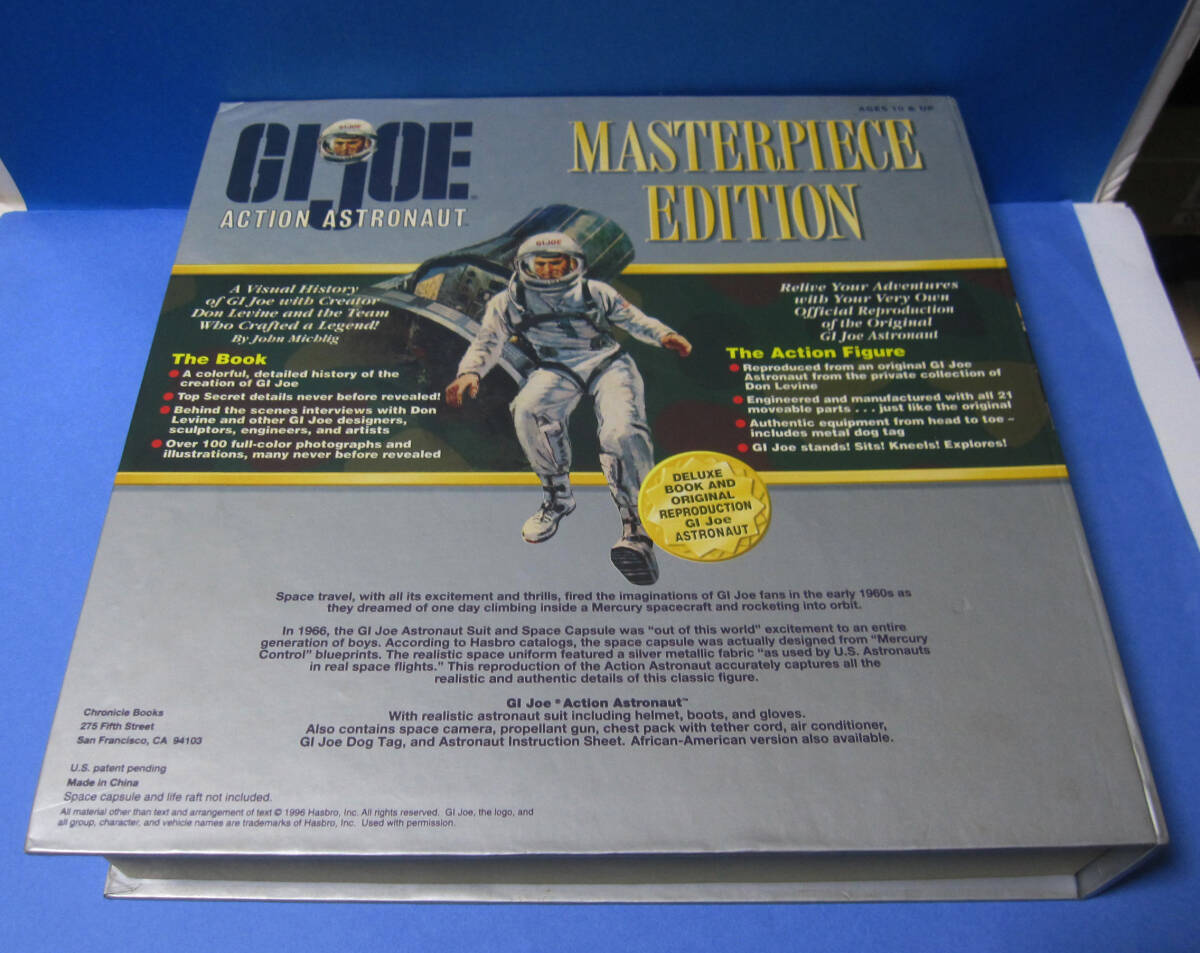 AGES 10 & UP
GI JOE
GI JOE
ACTION ASTRONAUT™
MASTERPIECE
EDITION
GI JOE
A Visual History
of GI Joe with Creator
Don Levine and the Team
Who Crafted a Legend!
By John Michlig
The Book
• A colorful, detailed history of the
creation of GI Joe
• Top Secret details never before revealed!
• Behind the scenes interviews with Don
Levine and other GI Joe designers,
sculptors, engineers, and artists
• Over 100 full-color photographs and
illustrations, many never before revealed
Relive Your Adventures
with Your Very Own
Official Reproduction
of the Original
GI Joe Astronaut
The Action Figure
• Reproduced from an original GI Joe
Astronaut from the private collection of
Don Levine
• Engineered and manufactured with all 21
moveable parts . . . just like the original
• Authentic equipment from head to toe –
includes metal dog tag
• GI Joe stands! Sits! Kneels! Explores!
DELUXE
BOOK AND
ORIGINAL
REPRODUCTION
GI Joe
ASTRONAUT
Space travel, with all its excitement and thrills, fired the imaginations of GI Joe fans in the early 1960s as
they dreamed of one day climbing inside a Mercury spacecraft and rocketing into orbit.
In 1966, the GI Joe Astronaut Suit and Space Capsule was "out of this world" excitement to an entire
generation of boys. According to Hasbro catalogs, the space capsule was actually designed from "Mercury
Control" blueprints. The realistic space uniform featured a silver metallic fabric "as used by U.S. Astronauts
in real space flights." This reproduction of the Action Astronaut accurately captures all the
realistic and authentic details of this classic figure.
GI Joe® Action Astronaut™
With realistic astronaut suit including helmet, boots, and gloves.
Also contains space camera, propellant gun, chest pack with tether cord, air conditioner,
GI Joe Dog Tag, and Astronaut Instruction Sheet. African-American version also available.
Chronicle Books
275 Fifth Street
San Francisco, CA 94103
U.S. patent pending
Made in China
Space capsule and life raft not included.
All material other than text and arrangement of text © 1996 Hasbro, Inc. All rights reserved. GI Joe, the logo, and
all group, character, and vehicle names are trademarks of Hasbro, Inc. Used with permission.